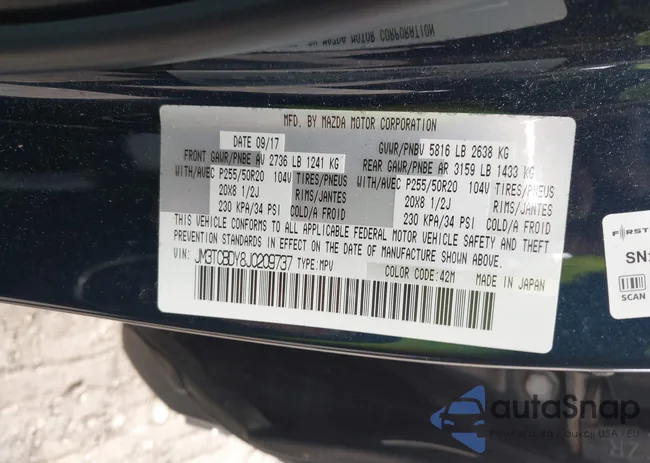 MFD. BY MAZDA MOTOR CORPORATION
DATE 09/17
GVWR/PNBV 5816 LB 2638 KG
FRONT GAWR/PNBE AV 2736 LB 1241 KG
REAR GAWR/PNBE AR 3159 LB 1433 KG
WITH/AVEC P255/50R20 104V TIRES/PNEUS
WITH/AVEC P255/50R20 104V TIRES/PNEUS
20X8 1/2J RIMS/JANTES
20X8 1/2J RIMS/JANTES
230 KPA/34 PSI COLD/A FROID
230 KPA/34 PSI COLD/A FROID
THIS VEHICLE CONFORMS TO ALL APPLICABLE FEDERAL MOTOR VEHICLE SAFETY AND THEFT
PREVENTION STANDARDS IN EFFECT ON THE DATE OF MANUFACTURE SHOWN ABOVE.
VIN: JM3TCBDY8J0209737 TYPE:MPV
COLOR CODE:42M MADE IN JAPAN
FIRST
SN:
SCAN
autoSnap